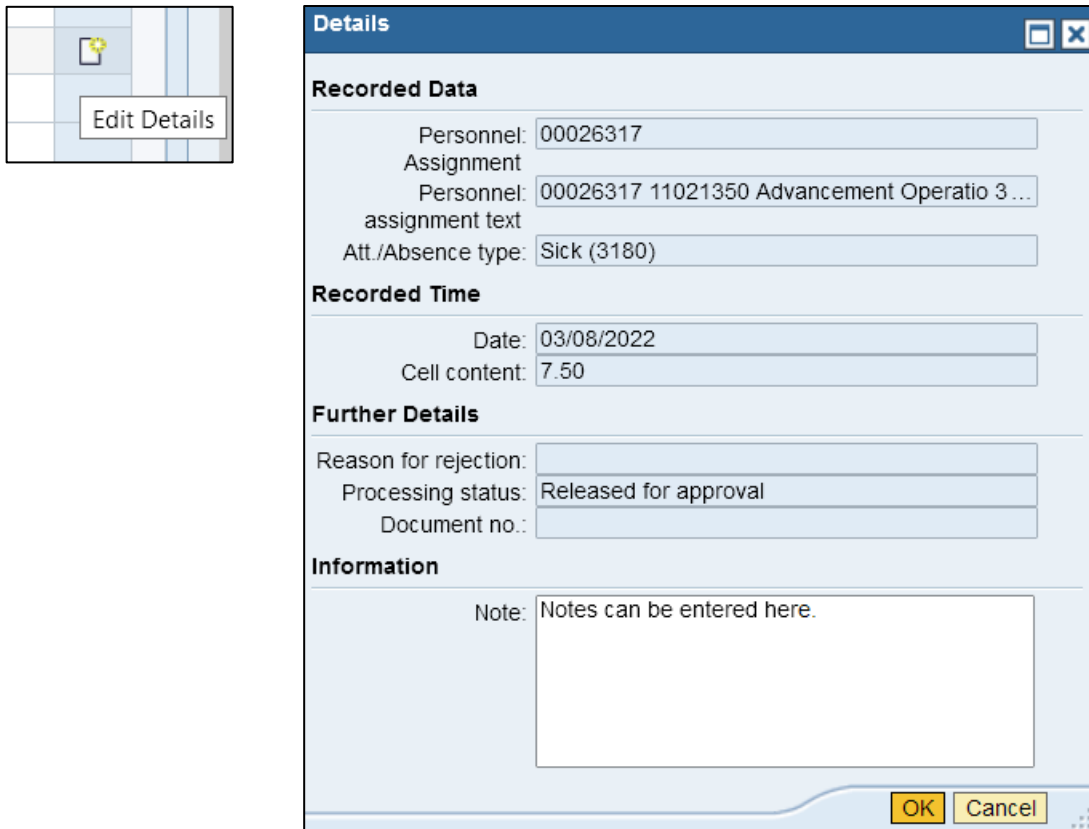 Edit Details
Details
Recorded Data
Personnel: 00026317
Assignment
Personnel: 00026317 11021350 Advancement Operatio 3 ...
assignment text
Att./Absence type: Sick (3180)
Recorded Time
Date: 03/08/2022
Cell content: 7.50
Further Details
Reason for rejection:
Processing status: Released for approval
Document no.:
Information
Note: Notes can be entered here.
OK Cancel